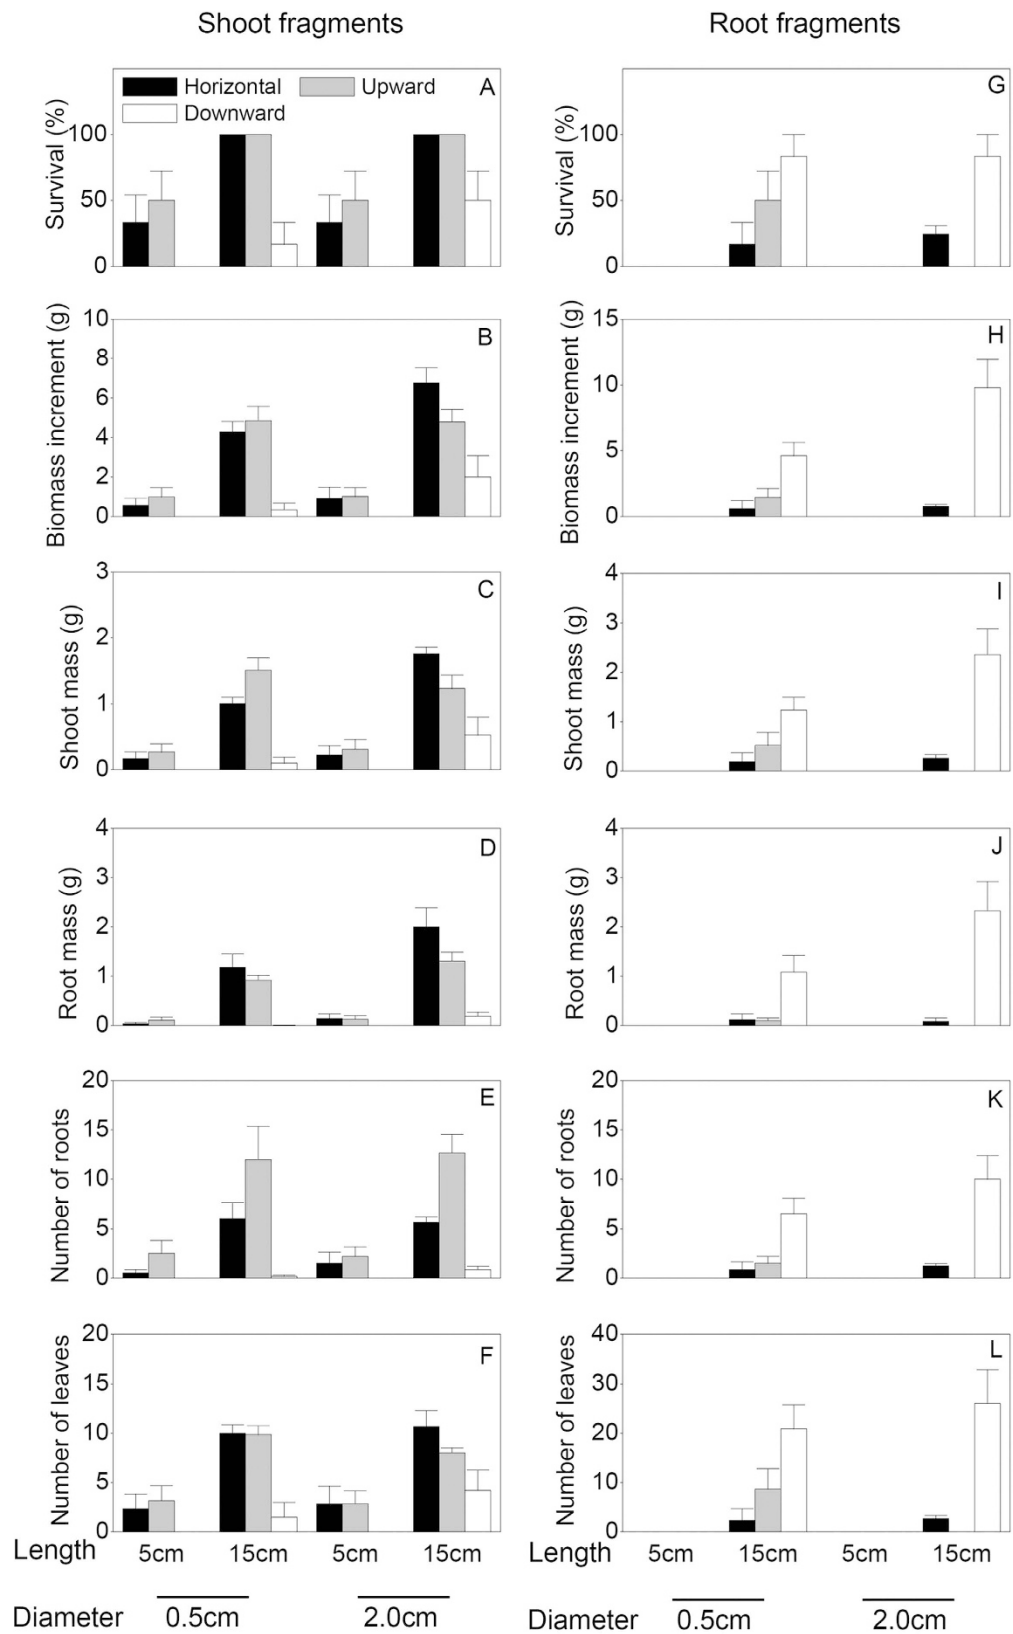 Shoot fragments
Root fragments
Horizontal Upward A
Downward
Survival (%)
100
50
0
G
Survival (%)
100
50
0
B
Biomass increment (g)
10
8
6
4
2
0
H
Biomass increment (g)
15
10
5
0
C
Shoot mass (g)
3
2
1
0
I
Shoot mass (g)
4
3
2
1
0
D
Root mass (g)
4
3
2
1
0
J
Root mass (g)
4
3
2
1
0
E
Number of roots
20
15
10
5
0
K
Number of roots
20
15
10
5
0
F
Number of leaves
20
15
10
5
0
L
Number of leaves
40
30
20
10
0
Length 5cm 15cm 5cm 15cm
Length 5cm 15cm 5cm 15cm
Diameter 0.5cm 2.0cm
Diameter 0.5cm 2.0cm